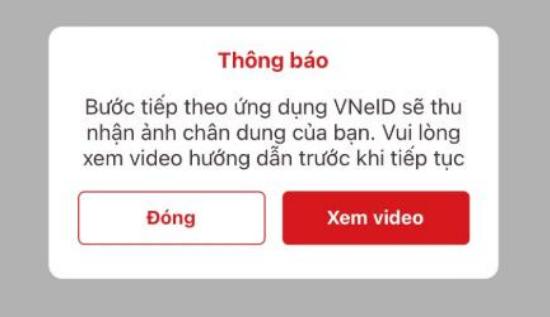 Thông báo
Bước tiếp theo ứng dụng VNeID sẽ thu
nhận ảnh chân dung của bạn. Vui lòng
xem video hướng dẫn trước khi tiếp tục
Đóng
Xem video